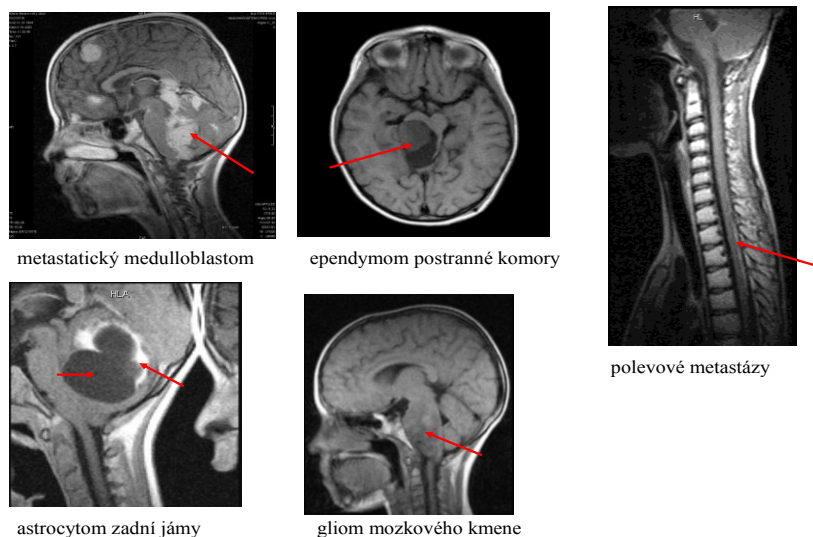 HL
metastatický medulloblastom
ependymom postranné komory
HLA
polevové metastázy
astrocytom zadní jámy
gliom mozkového kmene